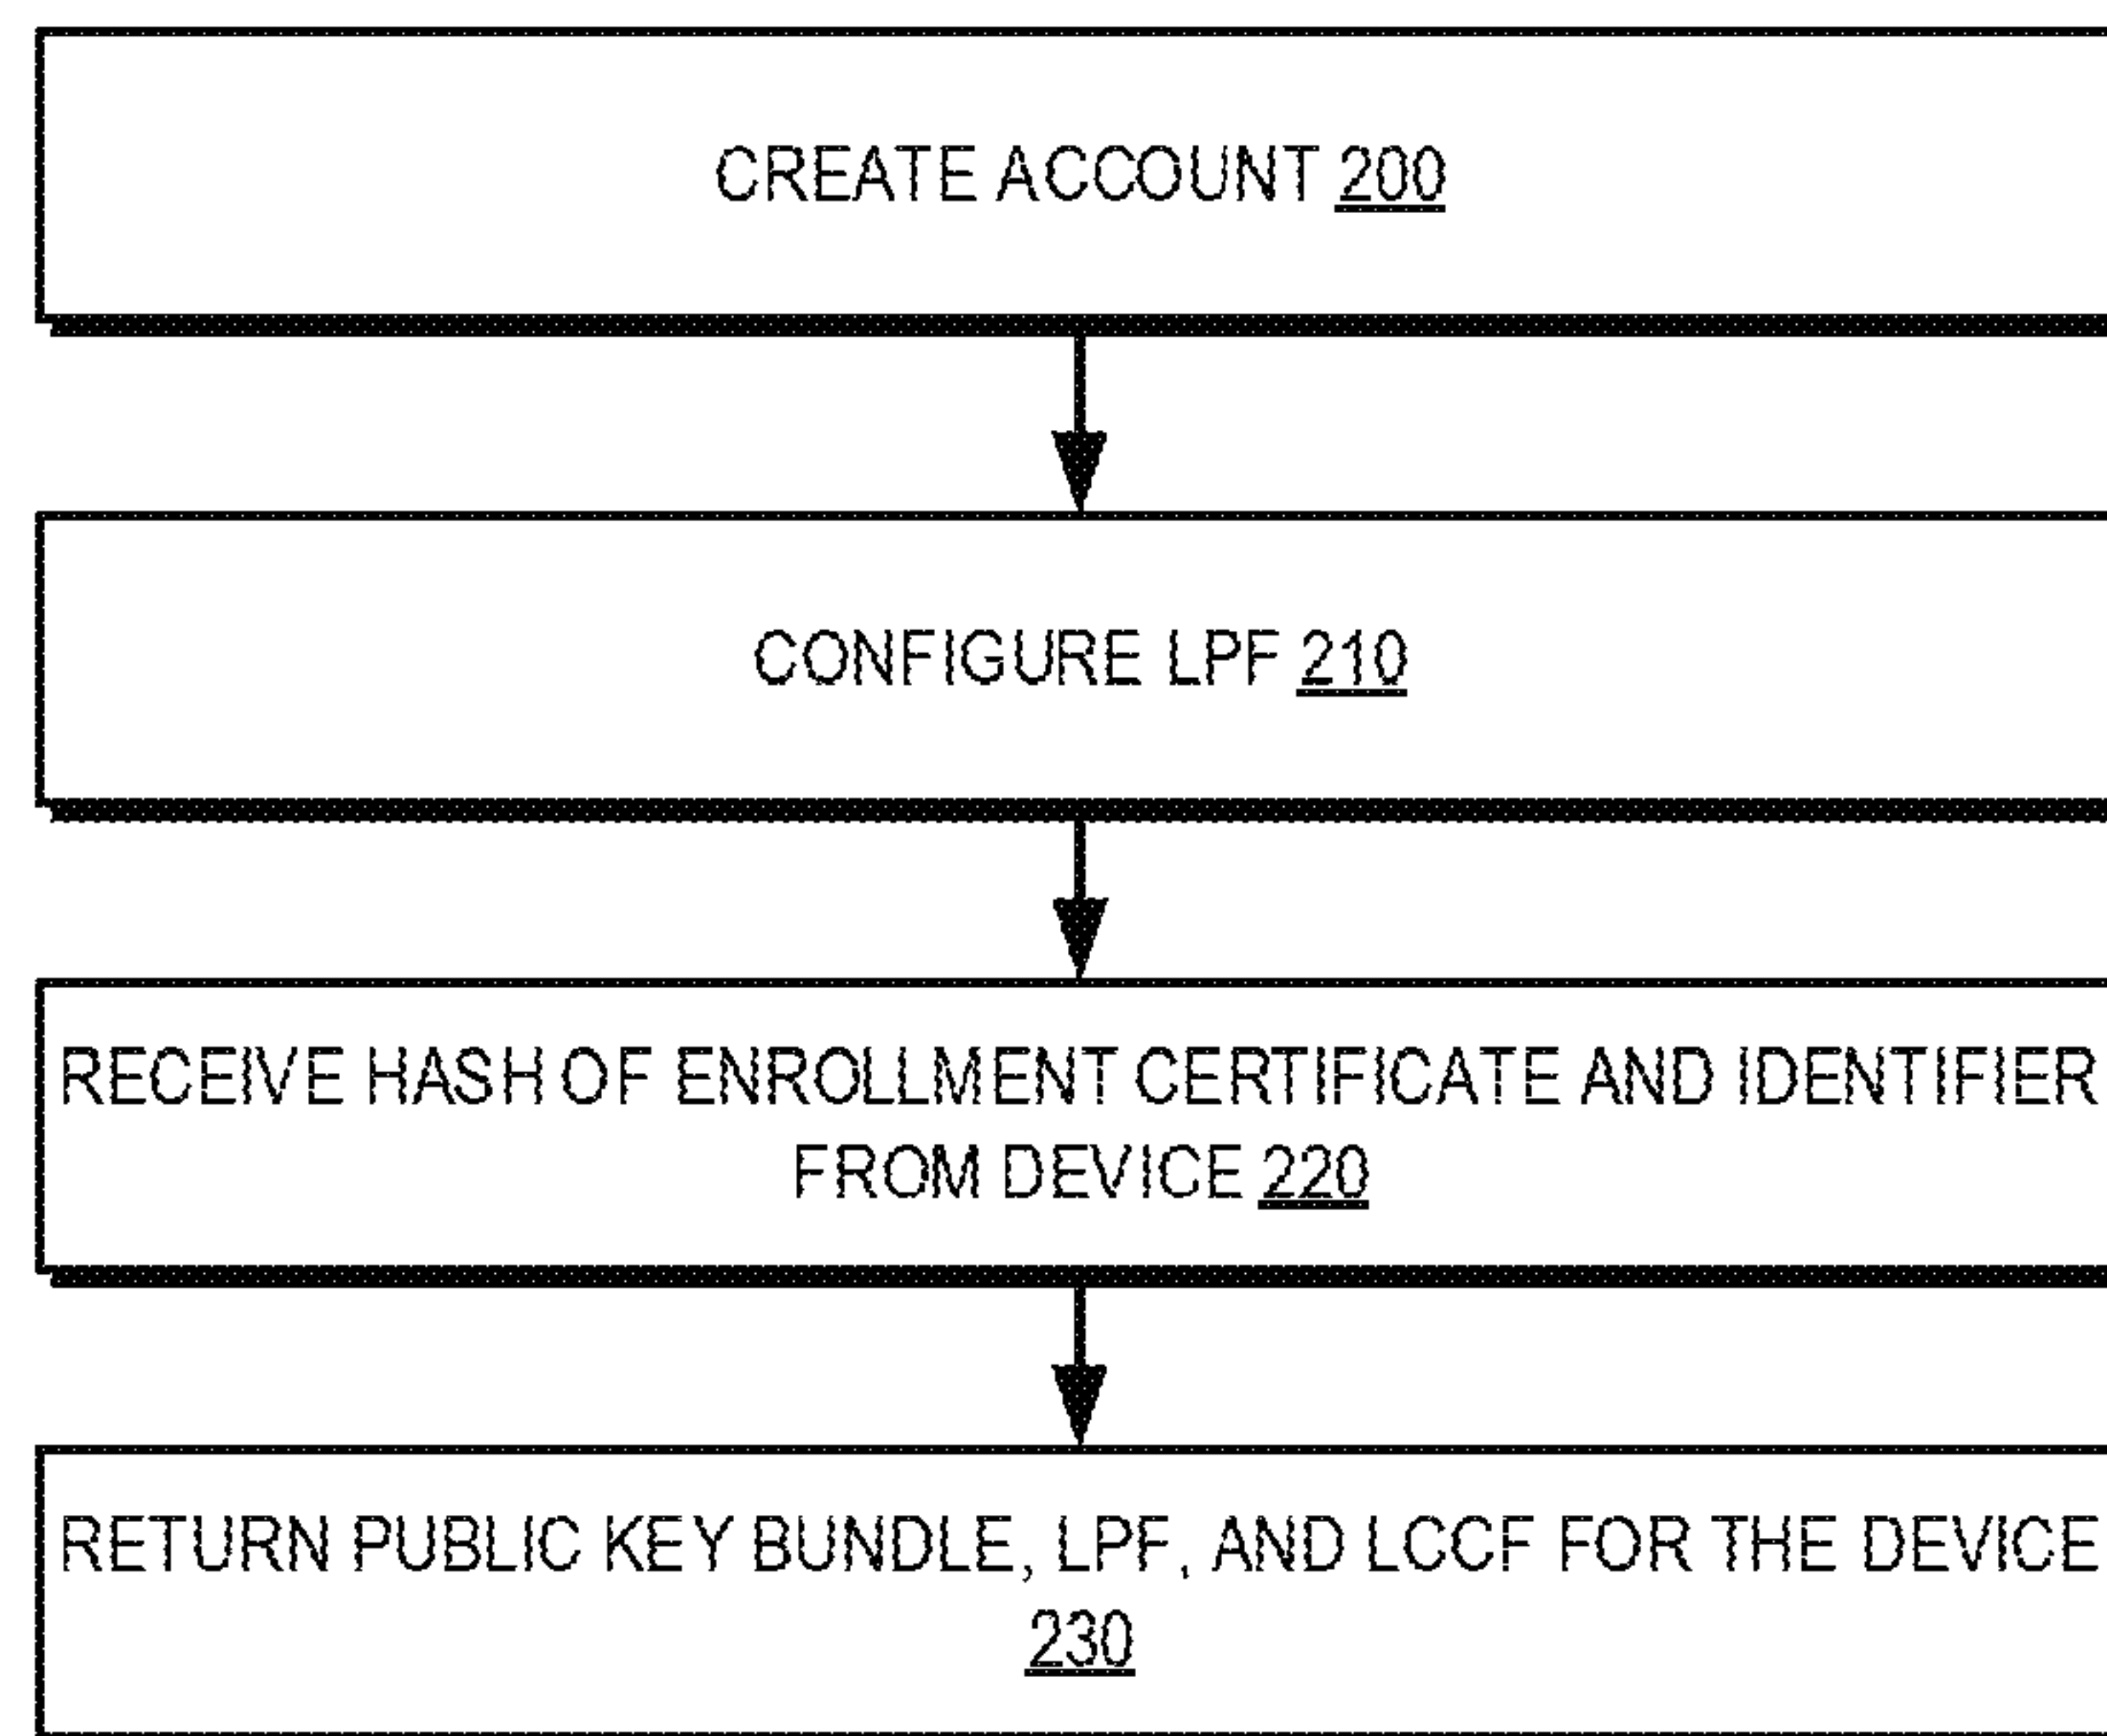 CREATE ACCOUNT 200
CONFIGURE LPF 210
RECEIVE HASH OF ENROLLMENT CERTIFICATE AND IDENTIFIER
FROM DEVICE 220
RETURN PUBLIC KEY BUNDLE, LPF, AND LCCF FOR THE DEVICE
230